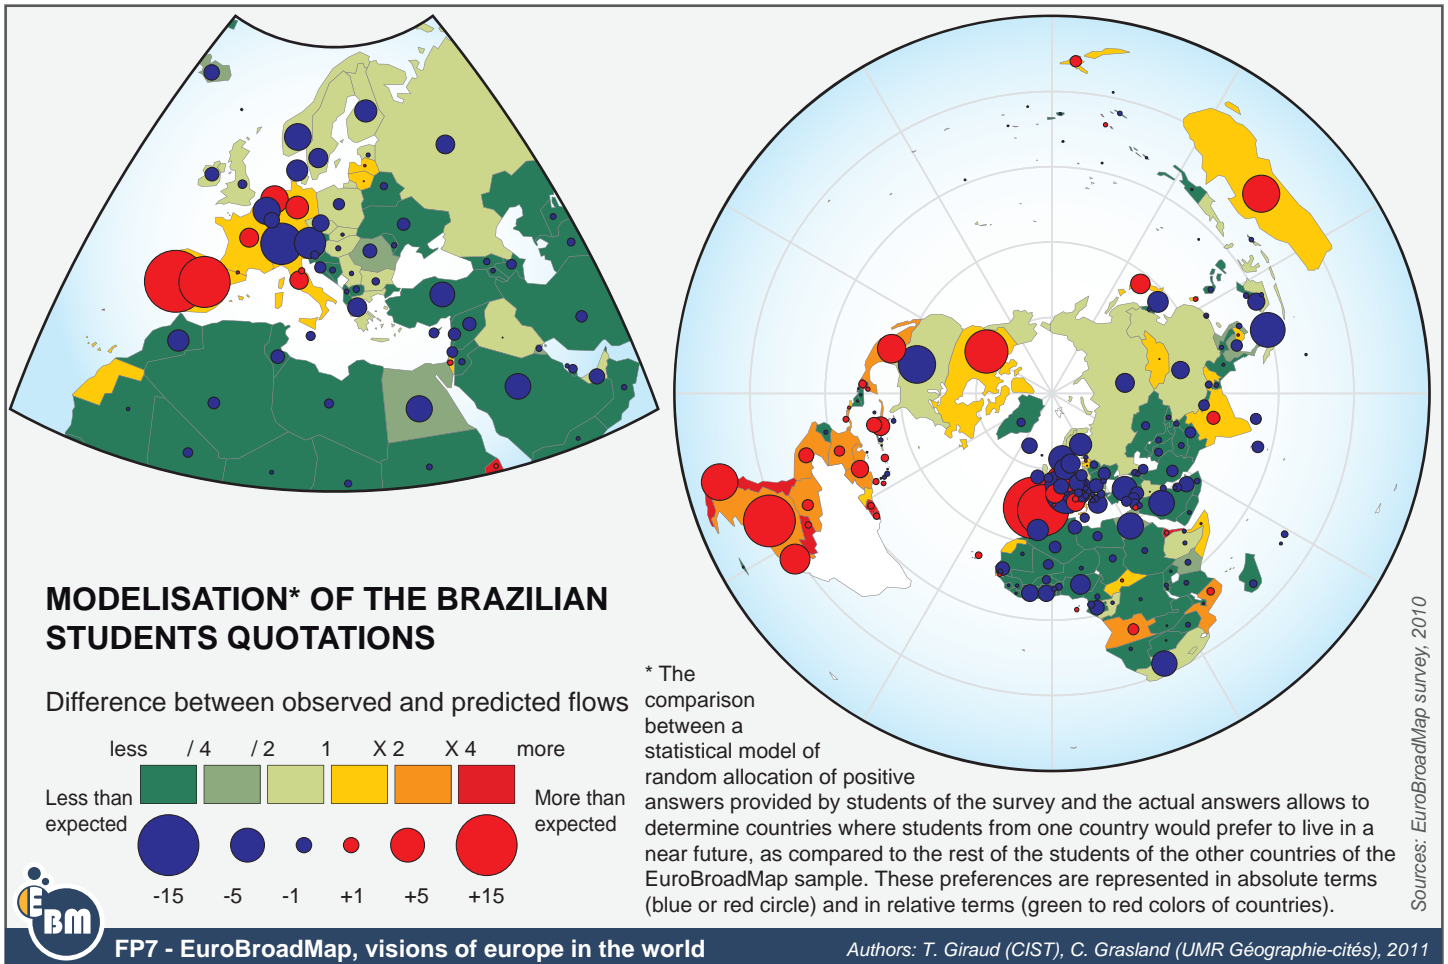 MODELISATION* OF THE BRAZILIAN
STUDENTS QUOTATIONS
Difference between observed and predicted flows
less / 4 / 2 1 X 2 X 4 more
Less than
expected
More than
expected
-15 -5 -1 +1 +5 +15
* The
comparison
between a
statistical model of
random allocation of positive
answers provided by students of the survey and the actual answers allows to
determine countries where students from one country would prefer to live in a
near future, as compared to the rest of the students of the other countries of the
EuroBroadMap sample. These preferences are represented in absolute terms
(blue or red circle) and in relative terms (green to red colors of countries).
Sources: EuroBroadMap survey, 2010
EBM
FP7 - EuroBroadMap, visions of europe in the world
Authors: T. Giraud (CIST), C. Grasland (UMR Géographie-cités), 2011